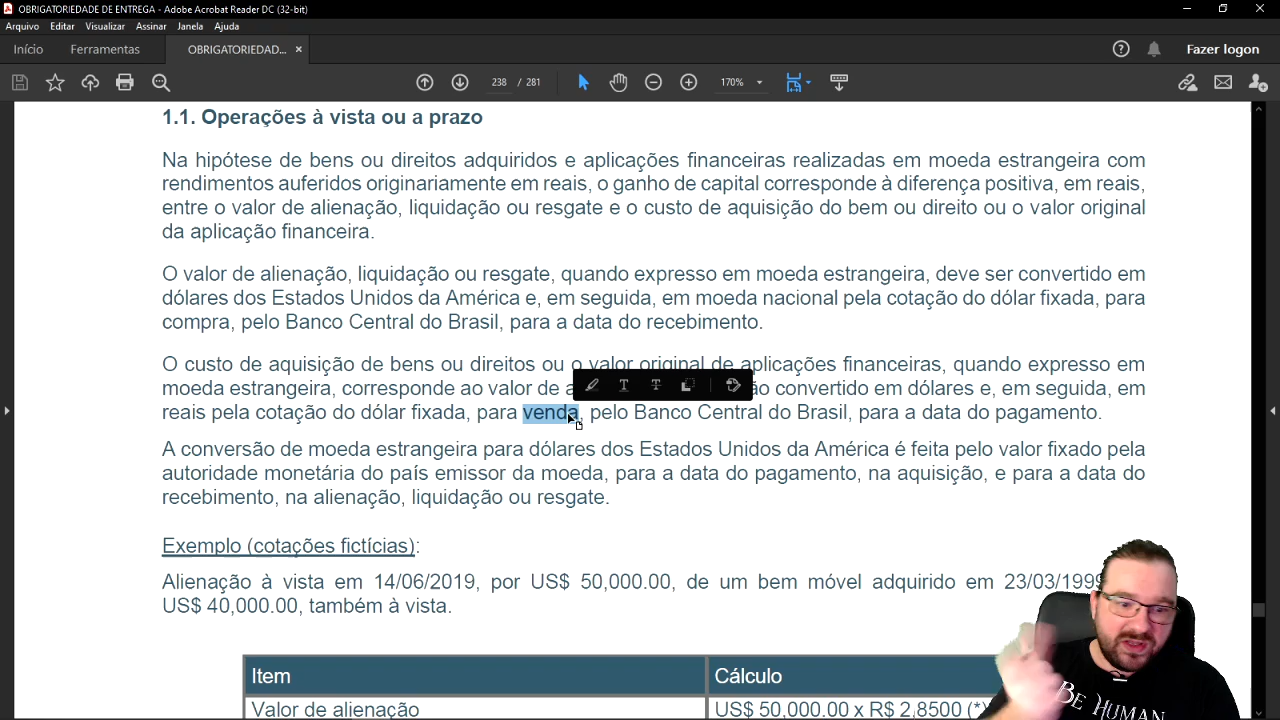 OBRIGATORIEDADE DE ENTREGA - Adobe Acrobat Reader DC (32-bit)
Arquivo Editar Visualizar Assinar Janela Ajuda
Início Ferramentas OBRIGATORIEDAD... Fazer logon
238 / 281 170%
1.1. Operações à vista ou a prazo
Na hipótese de bens ou direitos adquiridos e aplicações financeiras realizadas em moeda estrangeira com
rendimentos auferidos originariamente em reais, o ganho de capital corresponde à diferença positiva, em reais,
entre o valor de alienação, liquidação ou resgate e o custo de aquisição do bem ou direito ou o valor original
da aplicação financeira.
O valor de alienação, liquidação ou resgate, quando expresso em moeda estrangeira, deve ser convertido em
dólares dos Estados Unidos da América e, em seguida, em moeda nacional pela cotação do dólar fixada, para
compra, pelo Banco Central do Brasil, para a data do recebimento.
O custo de aquisição de bens ou direitos ou o valor original de aplicações financeiras, quando expresso em
moeda estrangeira, corresponde ao valor de convertido em dólares e, em seguida, em
reais pela cotação do dólar fixada, para venda, pelo Banco Central do Brasil, para a data do pagamento.
A conversão de moeda estrangeira para dólares dos Estados Unidos da América é feita pelo valor fixado pela
autoridade monetária do país emissor da moeda, para a data do pagamento, na aquisição, e para a data do
recebimento, na alienação, liquidação ou resgate.
Exemplo (cotações fictícias):
Alienação à vista em 14/06/2019, por US$ 50,000.00, de um bem móvel adquirido em 23/03/1999
US$ 40,000.00, também à vista.
Item Cálculo
Valor de alienação US$ 50,000.00 x R$ 2,8500 (*)
BE HUMAN